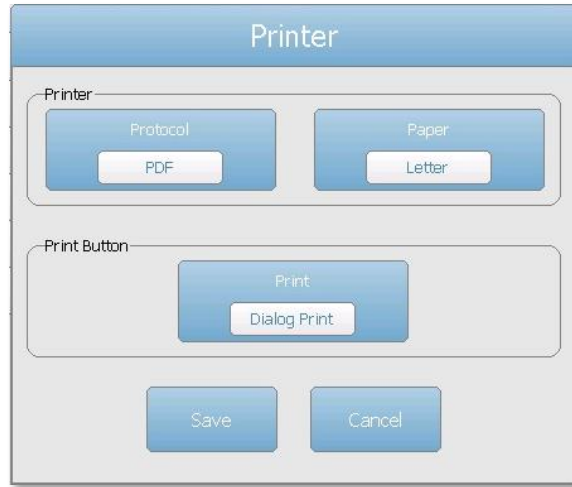 Printer
Printer
Protocol
PDF
Paper
Letter
Print Button
Print
Dialog Print
Save
Cancel